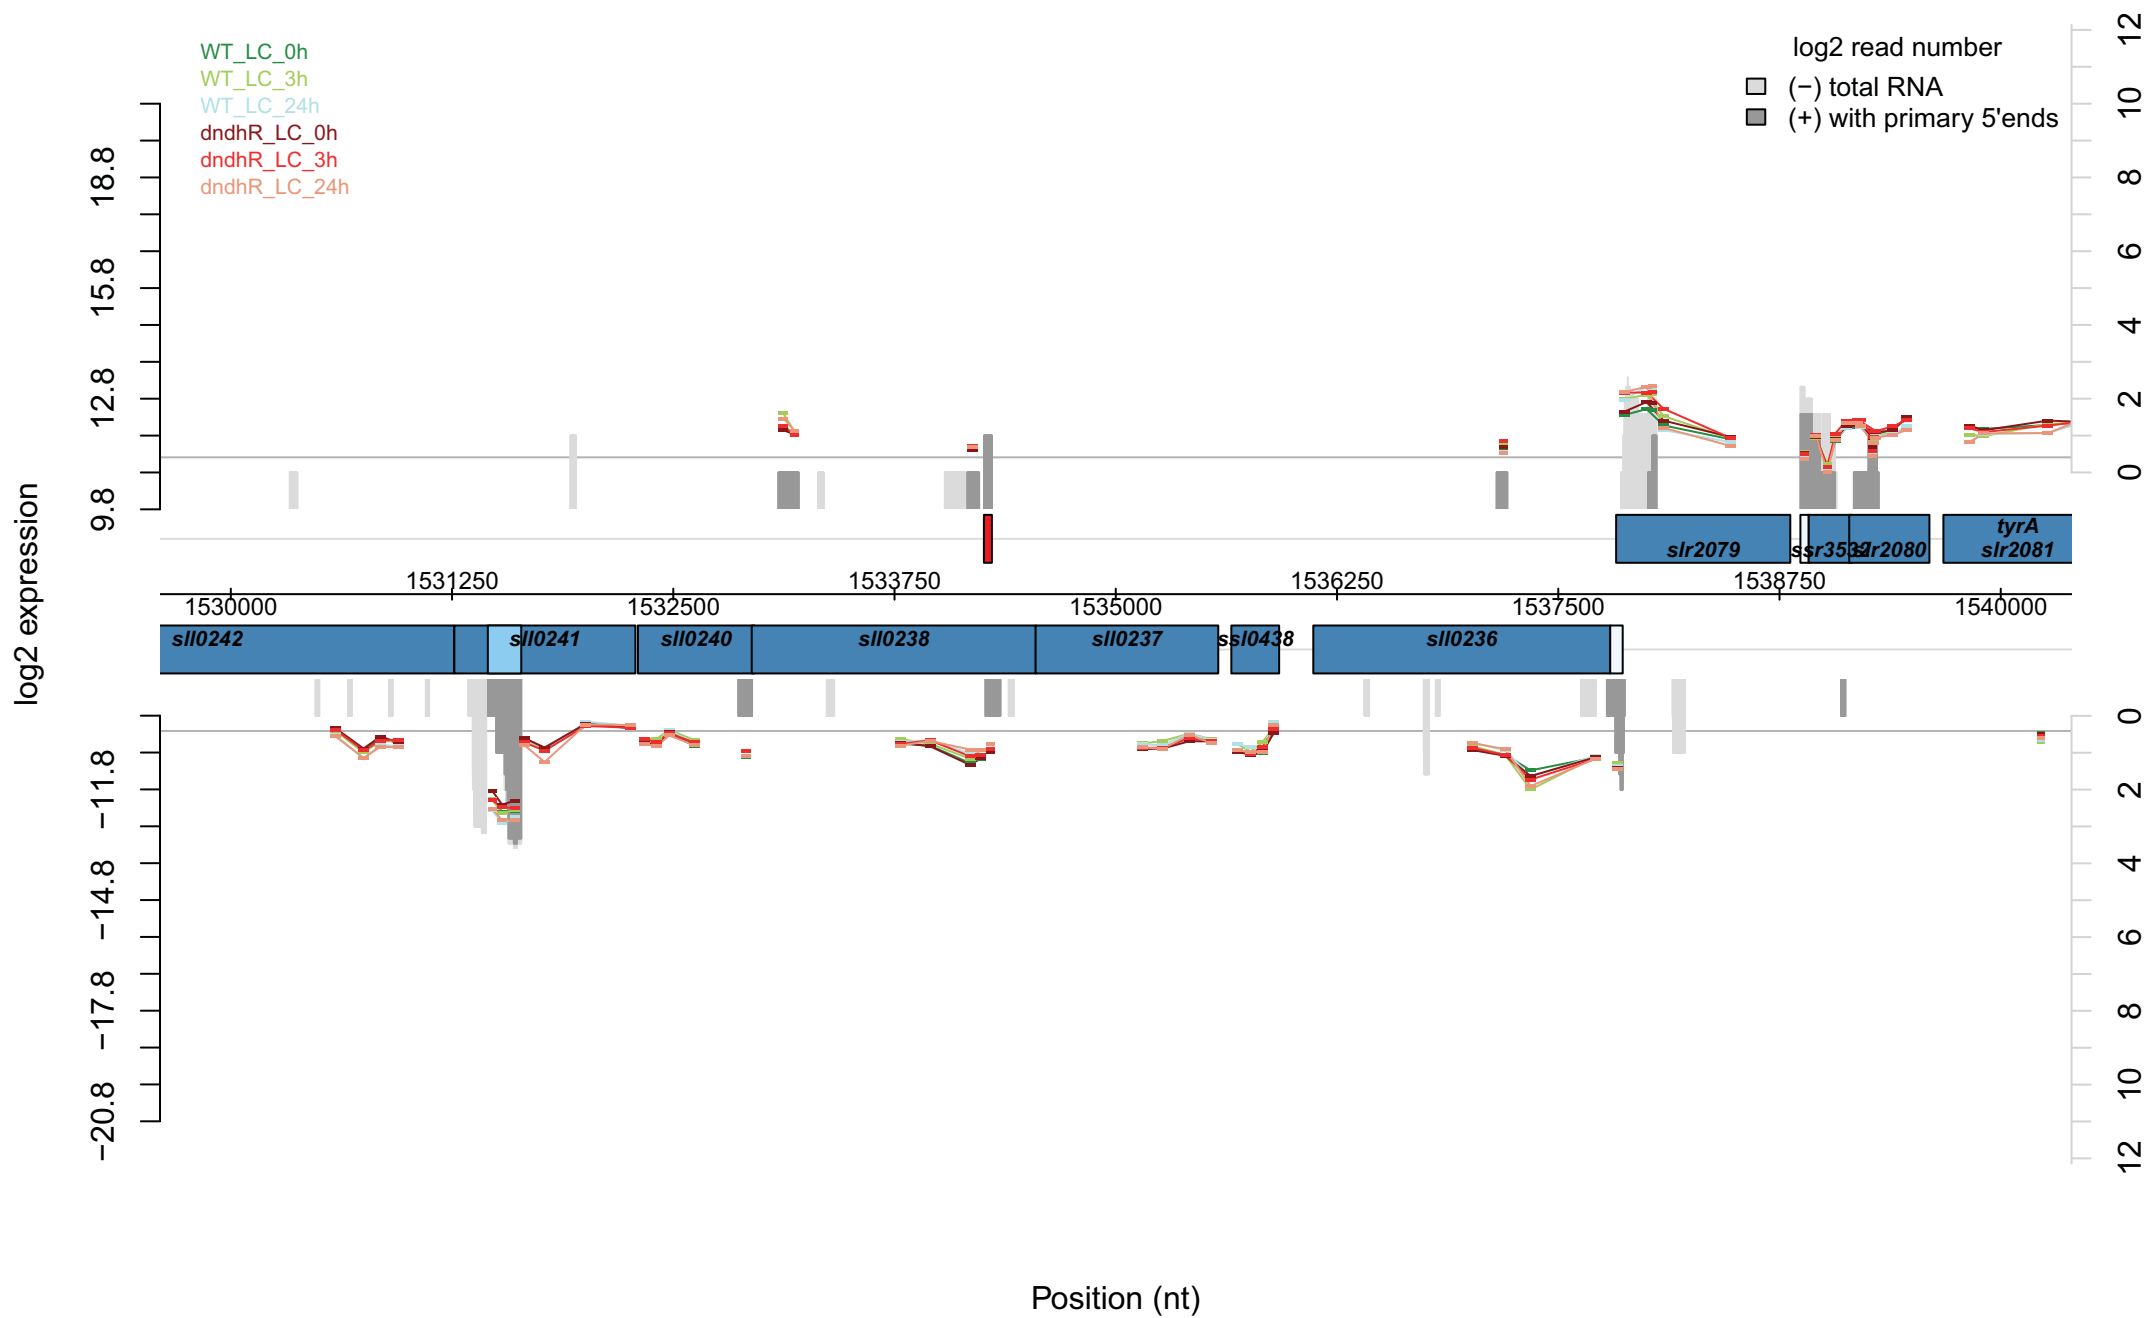 WT_LC_0h
WT_LC_3h
WT_LC_24h
dndhR_LC_0h
dndhR_LC_3h
dndhR_LC_24h
log2 read number
(−) total RNA
(+) with primary 5'ends
log2 expression
18.8
15.8
12.8
9.8
12
10
8
6
4
2
0
tyrA
slr2079
ssr3532
slr2080
slr2081
1531250
1533750
1536250
1538750
1530000
1532500
1535000
1537500
1540000
sll0242
sll0241
sll0240
sll0238
sll0237
ssl0438
sll0236
−11.8
−14.8
−17.8
−20.8
0
2
4
6
8
10
12
Position (nt)